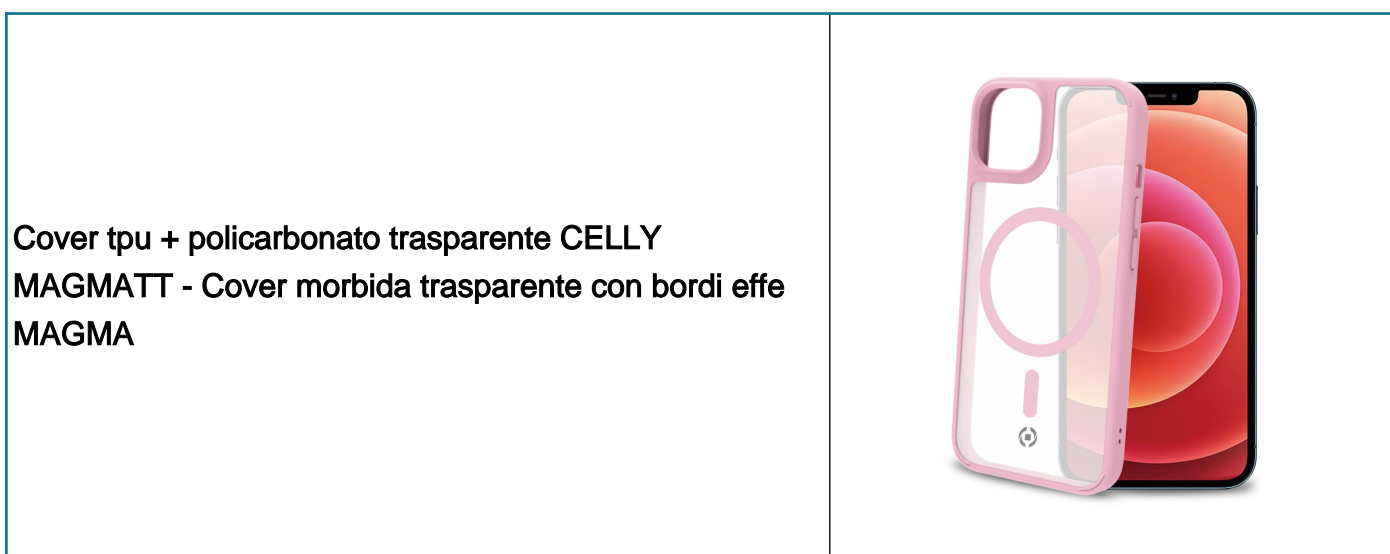 Cover tpu + policarbonato trasparente CELLY
MAGMATT - Cover morbida trasparente con bordi effe
MAGMA